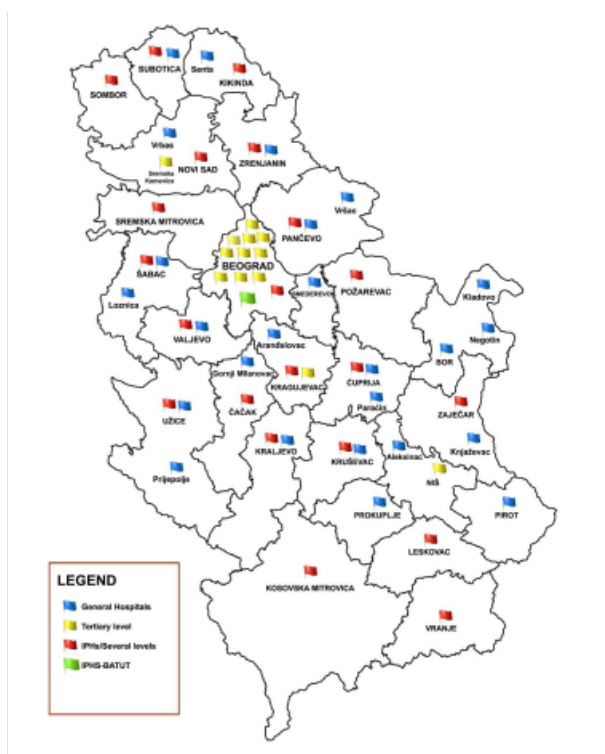 SUBOTICA
Senta
KIKINDA
SOMBOR
Vrbas
Sremska
Kamenica
NOVI SAD
ZRENJANIN
Vršac
SREMSKA MITROVICA
PANČEVO
BEOGRAD
ŠABAC
SMEDEREVO
POŽAREVAC
Kladovo
Loznica
Negotin
VALJEVO
Aranđelovac
BOR
Gornji Milanovac
KRAGUJEVAC
ĆUPRIJA
Paraćin
ZAJEČAR
UŽICE
ČAČAK
KRALJEVO
KRUŠEVAC
Aleksinac
Knjaževac
Prijepolje
NIŠ
PROKUPLJE
PIROT
LESKOVAC
KOSOVSKA MITROVICA
VRANJE
LEGEND
General Hospitals
Tertiary level
IPHs/Several levels
IPHS-BATUT